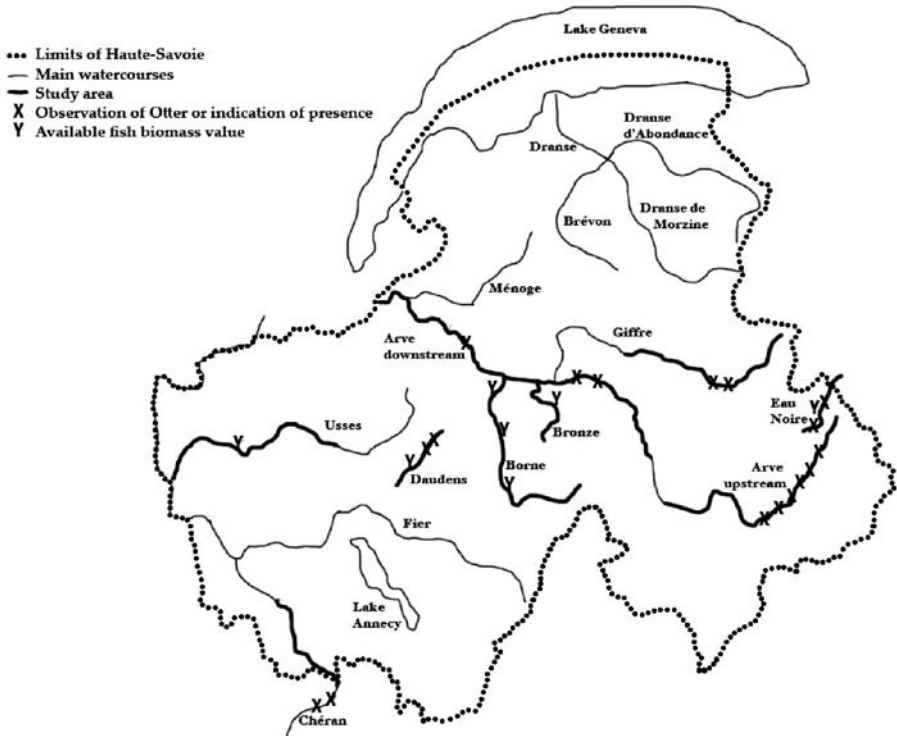 Limits of Haute-Savoie
Main watercourses
Study area
X Observation of Otter or indication of presence
Y Available fish biomass value
Lake Geneva
Dranse
d'Abondance
Dranse
Brévon
Dranse de
Morzine
Ménoge
Arve
downstream
Giffre
X
X X
X X
Y
Y
Eau
Noire
Y X
X
Usses
Y
Bronze
Y
X
X
Y
Daudens
Borne
Y
Arve
upstream
X
X
X
X
X
X
Fier
Lake
Annecy
X X
Chéran